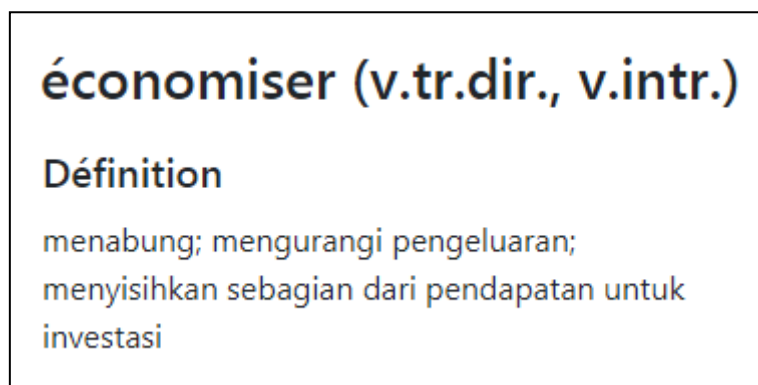 économiser (v.tr.dir., v.intr.)
Définition
menabung; mengurangi pengeluaran;
menyisihkan sebagian dari pendapatan untuk
investasi